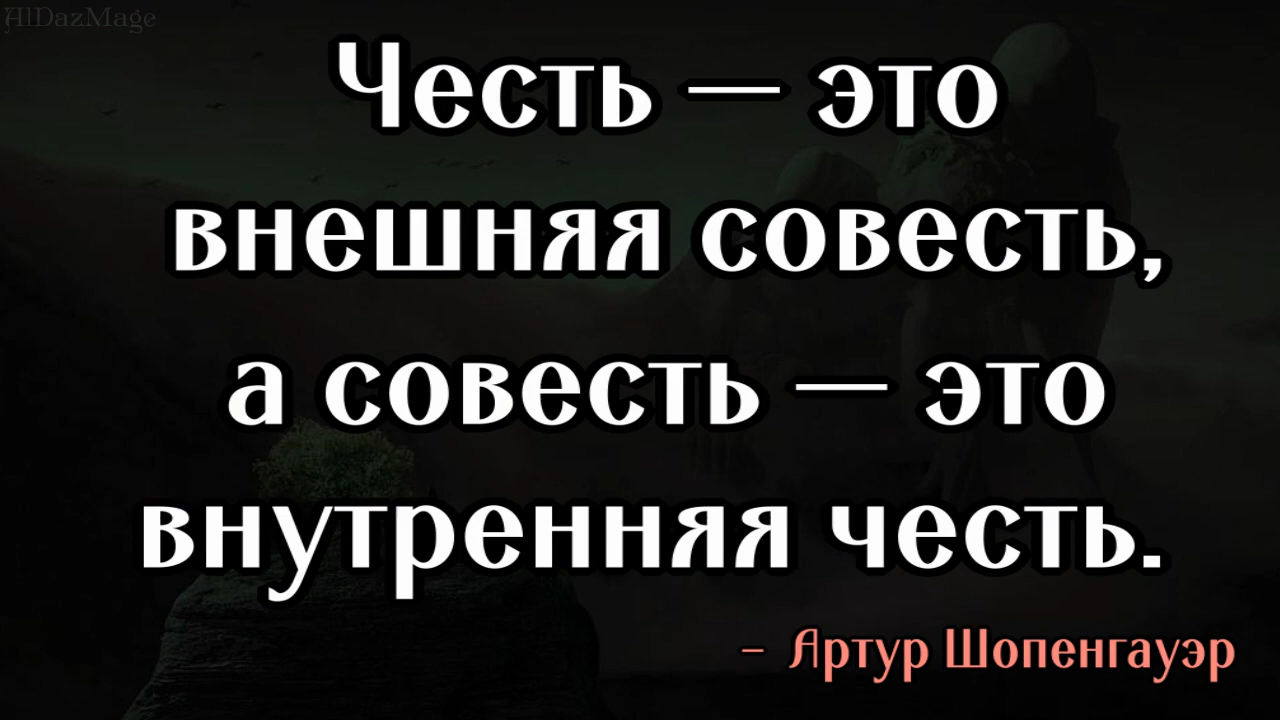 AlDazMage
Честь — это
внешняя совесть,
а совесть — это
внутренняя честь.
– Артур Шопенгауэр